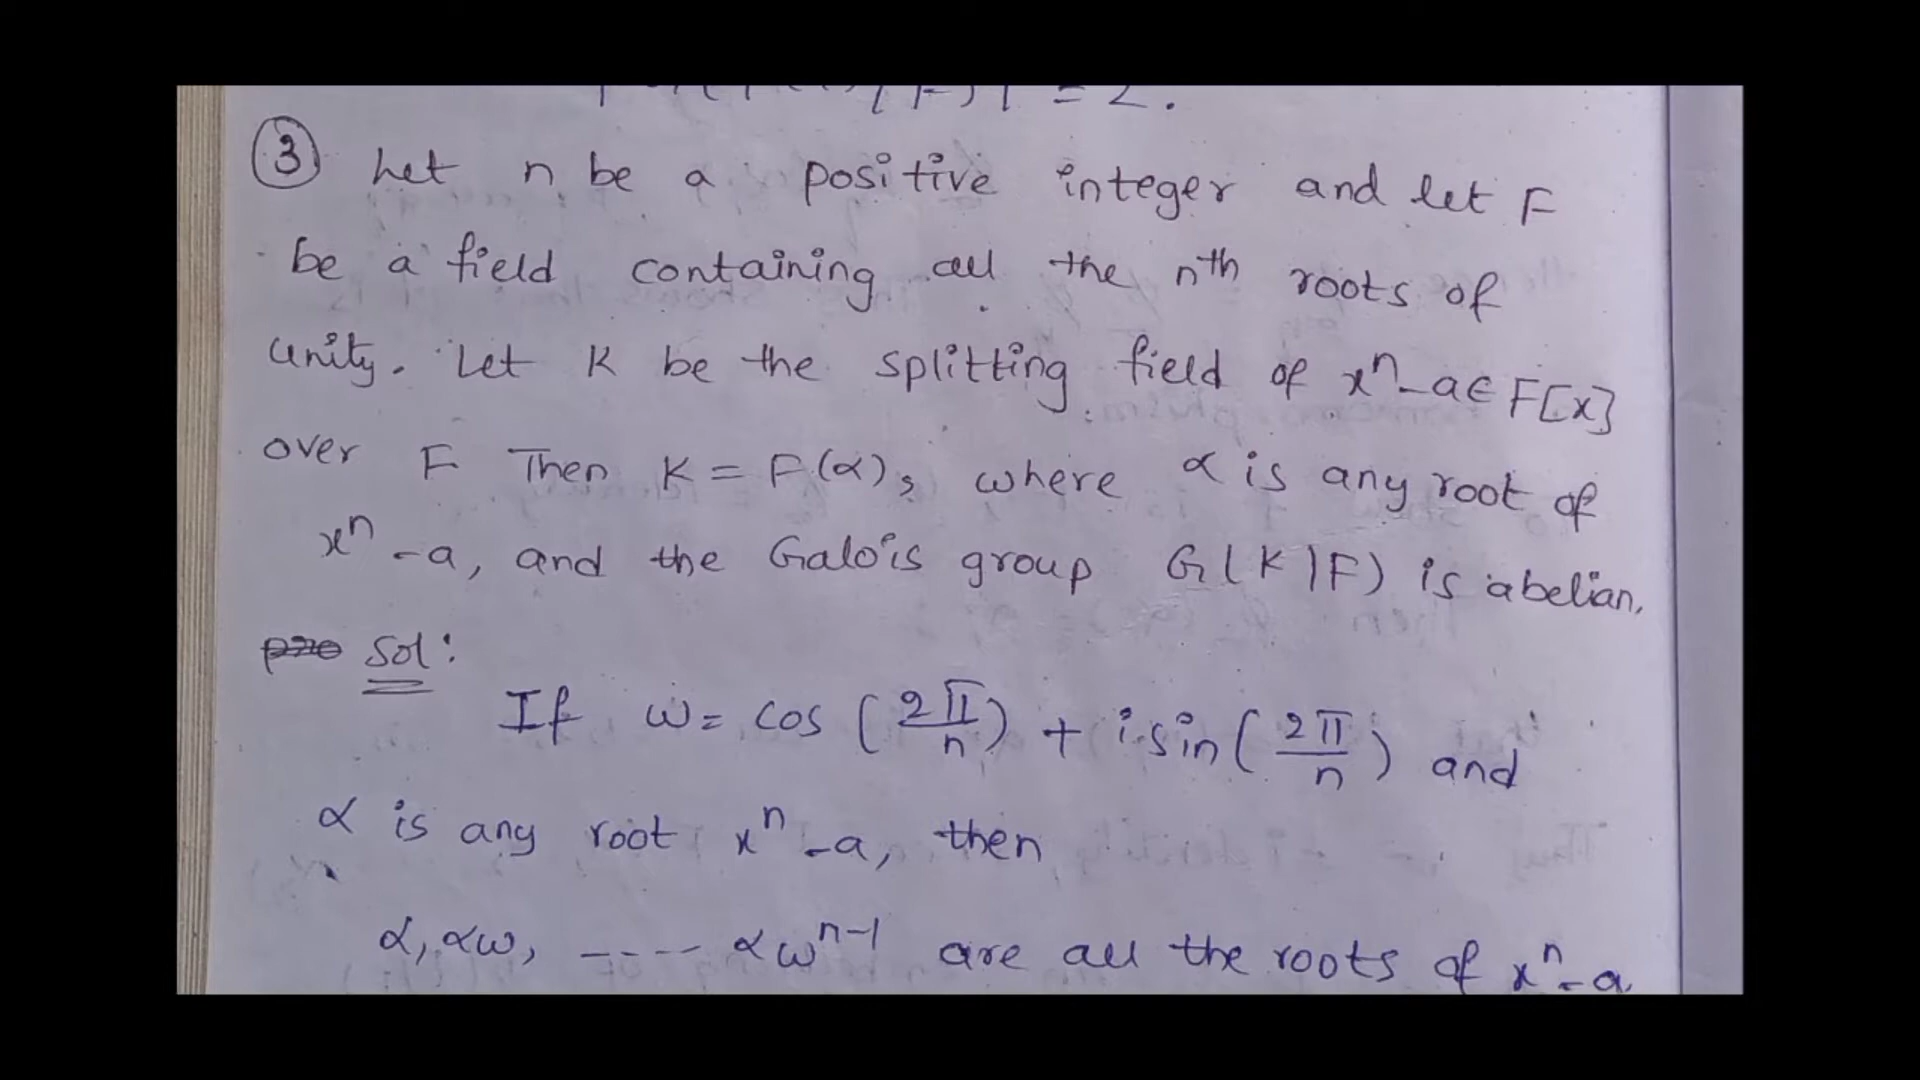 = 2.
③ Let n be a positive integer and let F
be a field containing all the nth roots of
unity. Let K be the splitting field of xⁿ-a∈F[x]
over F Then K = F(α), where α is any root of
xⁿ-a, and the Galois group G(K|F) is abelian.
Sol:
If ω = cos (2π/n) + i sin (2π/n) and
α is any root xⁿ-a, then
α, αω, ---- αωⁿ⁻¹ are all the roots of xⁿ-a.